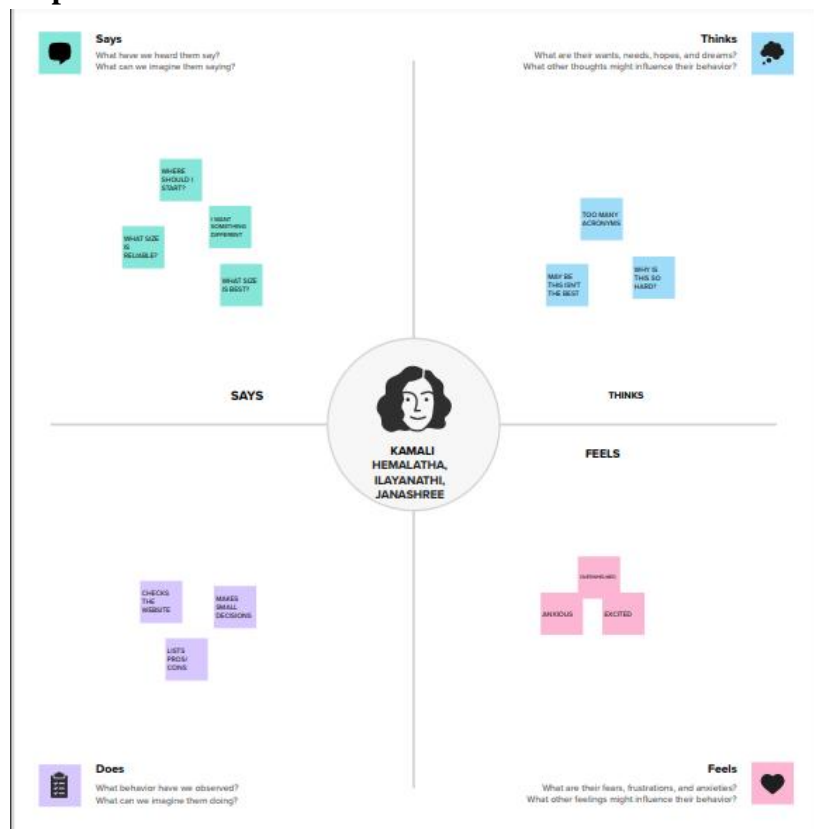 Says
What have we heard them say?
What can we imagine them saying?
Thinks
What are their wants, needs, hopes, and dreams?
What other thoughts might influence their behavior?
WHERE
SHOULD I
START?
I WANT
SOMETHING
DIFFERENT
WHAT SIZE
IS
RELIABLE?
WHAT SIZE
IS BEST?
TOO MANY
ACRONYMS
MAY BE
THIS ISN'T
THE BEST
WHY IS
THIS SO
HARD?
SAYS
THINKS
KAMALI
HEMALATHA,
ILAYANATHI,
JANASHREE
FEELS
CHECKS
THE
WEBSITE
MAKES
SMALL
DECISIONS
LISTS
PROS/
CONS
ANXIOUS
EXCITED
Does
What behavior have we observed?
What can we imagine them doing?
Feels
What are their fears, frustrations, and anxieties?
What other feelings might influence their behavior?